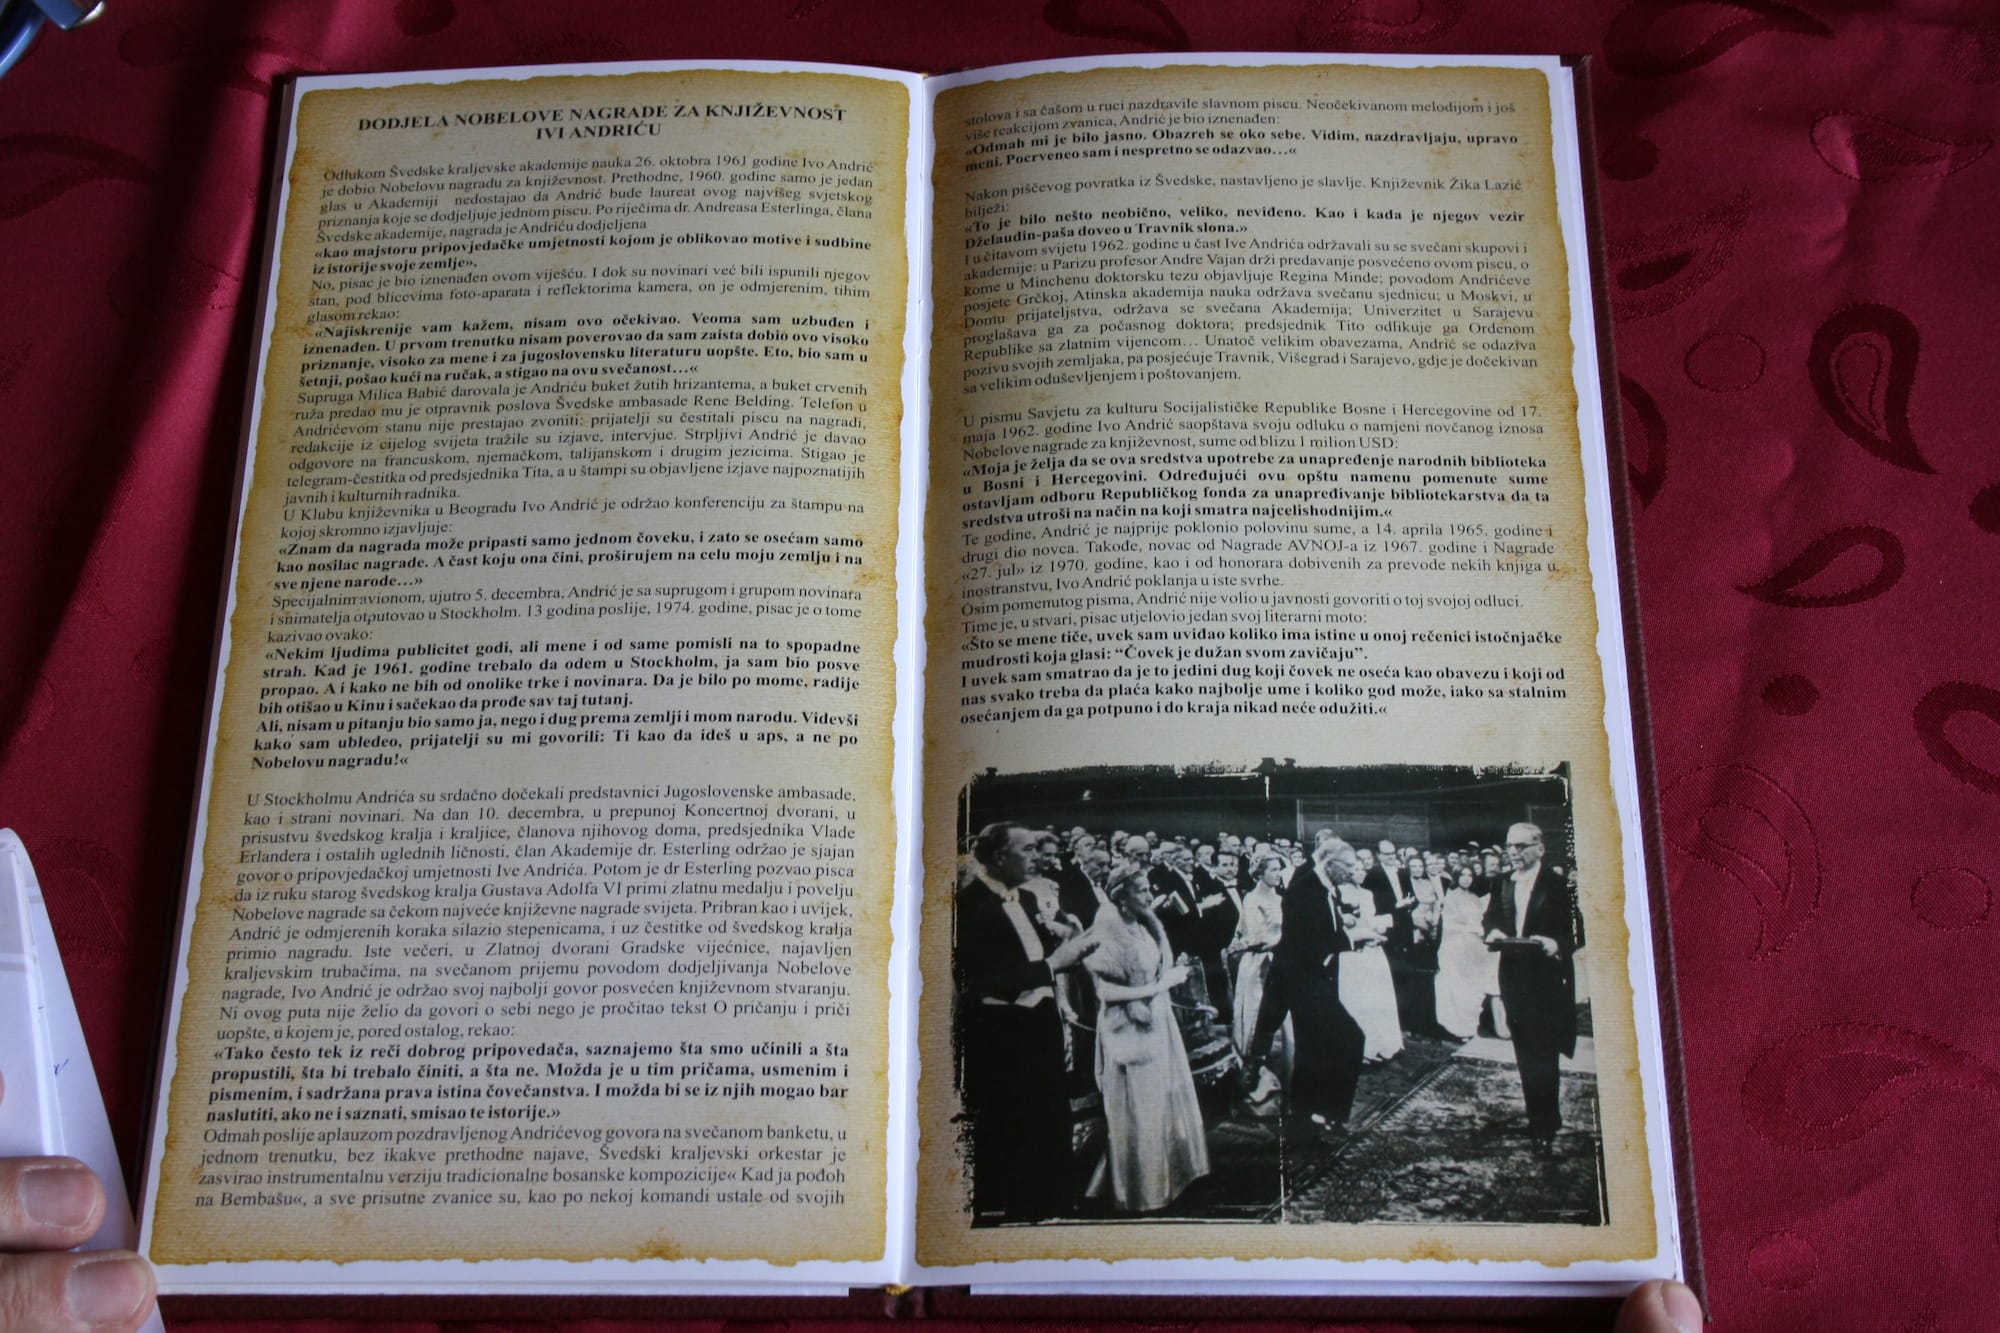 DODJELA NOBELOVE NAGRADE ZA KNJIŽEVNOST
IVI ANDRIĆU
Odlukom Švedske kraljevske akademije nauka 26. oktobra 1961 godine Ivo Andrić
je dobio Nobelovu nagradu za književnost. Prethodne, 1960. godine samo je jedan
glas u Akademiji nedostajao da Andrić bude laureat ovog najvišeg svjetskog
priznanja koje se dodjeljuje jednom piscu. Po riječima dr. Andreasa Esterlinga, člana
Švedske akademije, nagrada je Andriću dodjeljena
«kao majstoru pripovjedačke umjetnosti kojom je oblikovao motive i sudbine
iz istorije svoje zemlje».
No, pisac je bio iznenađen ovom viješću. I dok su novinari već bili ispunili njegov
stan, pod blicevima foto-aparata i reflektorima kamera, on je odmjerenim, tihim
glasom rekao:
«Najiskrenije vam kažem, nisam ovo očekivao. Veoma sam uzbuđen i
iznenađen. U prvom trenutku nisam poverovao da sam zaista dobio ovo visoko
priznanje, visoko za mene i za jugoslovensku literaturu uopšte. Eto, bio sam u
šetnji, pošao kući na ručak, a stigao na ovu svečanost…«
Supruga Milica Babić darovala je Andriću buket žutih hrizantema, a buket crvenih
ruža predao mu je otpravnik poslova Švedske ambasade Rene Belding. Telefon u
Andrićevom stanu nije prestajao zvoniti: prijatelji su čestitali piscu na nagradi,
redakcije iz cijelog svijeta tražile su izjave, intervjue. Strpljivi Andrić je davao
odgovore na francuskom, njemačkom, talijanskom i drugim jezicima. Stigao je
telegram-čestitka od predsjednika Tita, a u štampi su objavljene izjave najpoznatijih
javnih i kulturnih radnika.
U Klubu književnika u Beogradu Ivo Andrić je održao konferenciju za štampu na
kojoj skromno izjavljuje:
«Znam da nagrada može pripasti samo jednom čoveku, i zato se osećam samo
kao nosilac nagrade. A čast koju ona čini, proširujem na celu moju zemlju i na
sve njene narode…»
Specijalnim avionom, ujutro 5. decembra, Andrić je sa suprugom i grupom novinara
i snimatelja otputovao u Stockholm. 13 godina poslije, 1974. godine, pisac je o tome
kazivao ovako:
«Nekim ljudima publicitet godi, ali mene i od same pomisli na to spopadne
strah. Kad je 1961. godine trebalo da odem u Stockholm, ja sam bio posve
propao. A i kako ne bih od onolike trke i novinara. Da je bilo po mome, radije
bih otišao u Kinu i sačekao da prođe sav taj tutanj.
Ali, nisam u pitanju bio samo ja, nego i dug prema zemlji i mom narodu. Videvši
kako sam ubledeo, prijatelji su mi govorili: Ti kao da ideš u aps, a ne po
Nobelovu nagradu!«
U Stockholmu Andrića su srdačno dočekali predstavnici Jugoslovenske ambasade,
kao i strani novinari. Na dan 10. decembra, u prepunoj Koncertnoj dvorani, u
prisustvu švedskog kralja i kraljice, članova njihovog doma, predsjednika Vlade
Erlandera i ostalih uglednih ličnosti, član Akademije dr. Esterling održao je sjajan
govor o pripovjedačkoj umjetnosti Ive Andrića. Potom je dr Esterling pozvao pisca
da iz ruku starog švedskog kralja Gustava Adolfa VI primi zlatnu medalju i povelju
Nobelove nagrade sa čekom najveće književne nagrade svijeta. Pribran kao i uvijek,
Andrić je odmjerenih koraka silazio stepenicama, i uz čestitke od švedskog kralja
primio nagradu. Iste večeri, u Zlatnoj dvorani Gradske vijećnice, najavljen
kraljevskim trubačima, na svečanom prijemu povodom dodjeljivanja Nobelove
nagrade, Ivo Andrić je održao svoj najbolji govor posvećen književnom stvaranju.
Ni ovog puta nije želio da govori o sebi nego je pročitao tekst O pričanju i priči
uopšte, u kojem je, pored ostalog, rekao:
«Tako često tek iz reči dobrog pripovedača, saznajemo šta smo učinili a šta
propustili, šta bi trebalo činiti, a šta ne. Možda je u tim pričama, usmenim i
pismenim, i sadržana prava istina čovečanstva. I možda bi se iz njih mogao bar
naslutiti, ako ne i saznati, smisao te istorije.»
Odmah poslije aplauzom pozdravljenog Andrićevog govora na svečanom banketu, u
jednom trenutku, bez ikakve prethodne najave, Švedski kraljevski orkestar je
zasvirao instrumentalnu verziju tradicionalne bosanske kompozicije« Kad ja pođoh
na Bembašu«, a sve prisutne zvanice su, kao po nekoj komandi ustale od svojih
stolova i sa čašom u ruci nazdravile slavnom piscu. Neočekivanom melodijom i još
više reakcijom zvanica, Andrić je bio iznenađen:
«Odmah mi je bilo jasno. Obazreh se oko sebe. Vidim, nazdravljaju, upravo
meni. Pocrveneo sam i nespretno se odazvao…«
Nakon piščevog povratka iz Švedske, nastavljeno je slavlje. Književnik Žika Lazić
bilježi:
«To je bilo nešto neobično, veliko, neviđeno. Kao i kada je njegov vezir
Dželaudin-paša doveo u Travnik slona.»
I u čitavom svijetu 1962. godine u čast Ive Andrića održavali su se svečani skupovi i
akademije: u Parizu profesor Andre Vajan drži predavanje posvećeno ovom piscu, o
kome u Minchenu doktorsku tezu objavljuje Regina Minde; povodom Andrićeve
posjete Grčkoj, Atinska akademija nauka održava svečanu sjednicu; u Moskvi, u
Domu prijateljstva, održava se svečana Akademija; Univerzitet u Sarajevu
proglašava ga za počasnog doktora; predsjednik Tito odlikuje ga Ordenom
Republike sa zlatnim vijencom… Unatoč velikim obavezama, Andrić se odaziva
pozivu svojih zemljaka, pa posjećuje Travnik, Višegrad i Sarajevo, gdje je dočekivan
sa velikim oduševljenjem i poštovanjem.
U pismu Savjetu za kulturu Socijalističke Republike Bosne i Hercegovine od 17.
maja 1962. godine Ivo Andrić saopštava svoju odluku o namjeni novčanog iznosa
Nobelove nagrade za književnost, sume od blizu 1 milion USD:
«Moja je želja da se ova sredstva upotrebe za unapređenje narodnih biblioteka
u Bosni i Hercegovini. Određujući ovu opštu namenu pomenute sume
ostavljam odboru Republičkog fonda za unapređivanje bibliotekarstva da ta
sredstva utroši na način na koji smatra najcelishodnijim.«
Te godine, Andrić je najprije poklonio polovinu sume, a 14. aprila 1965. godine i
drugi dio novca. Takođe, novac od Nagrade AVNOJ-a iz 1967. godine i Nagrade
«27. jul» iz 1970. godine, kao i od honorara dobivenih za prevode nekih knjiga u
inostranstvu, Ivo Andrić poklanja u iste svrhe.
Osim pomenutog pisma, Andrić nije volio u javnosti govoriti o toj svojoj odluci.
Time je, u stvari, pisac utjelovio jedan svoj literarni moto:
«Što se mene tiče, uvek sam uviđao koliko ima istine u onoj rečenici istočnjačke
mudrosti koja glasi: “Čovek je dužan svom zavičaju”.
I uvek sam smatrao da je to jedini dug koji čovek ne oseća kao obavezu i koji od
nas svako treba da plaća kako najbolje ume i koliko god može, iako sa stalnim
osećanjem da ga potpuno i do kraja nikad neće odužiti.«